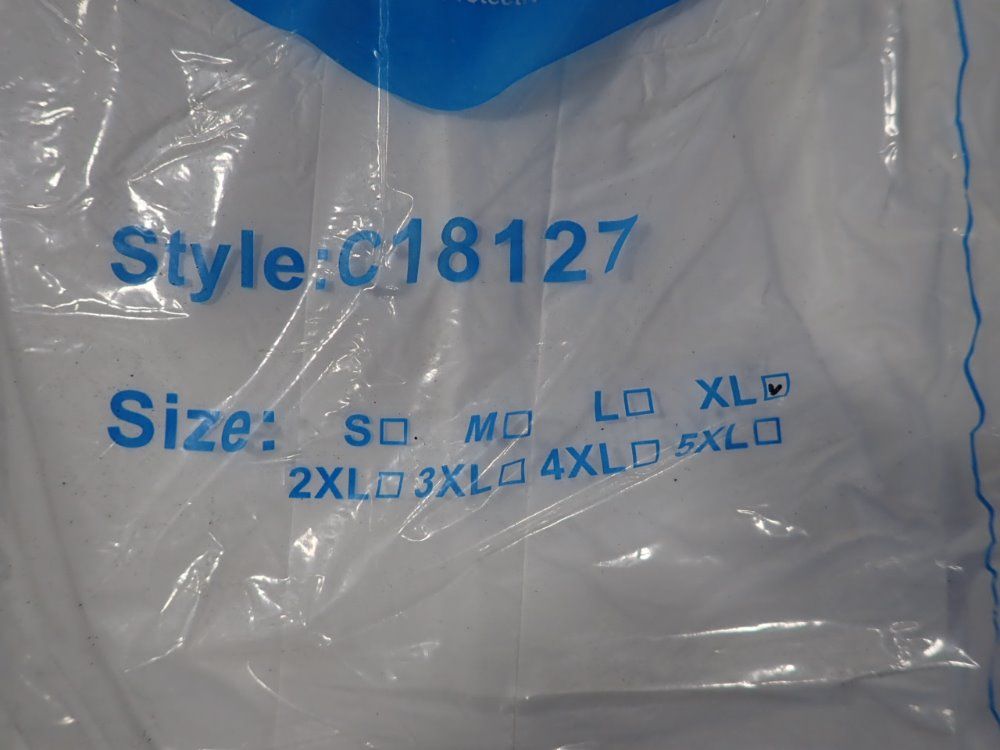 Style:C18127
Size: S☐ M☐ L☐ XL☑
2XL☐ 3XL☐ 4XL☐ 5XL☐